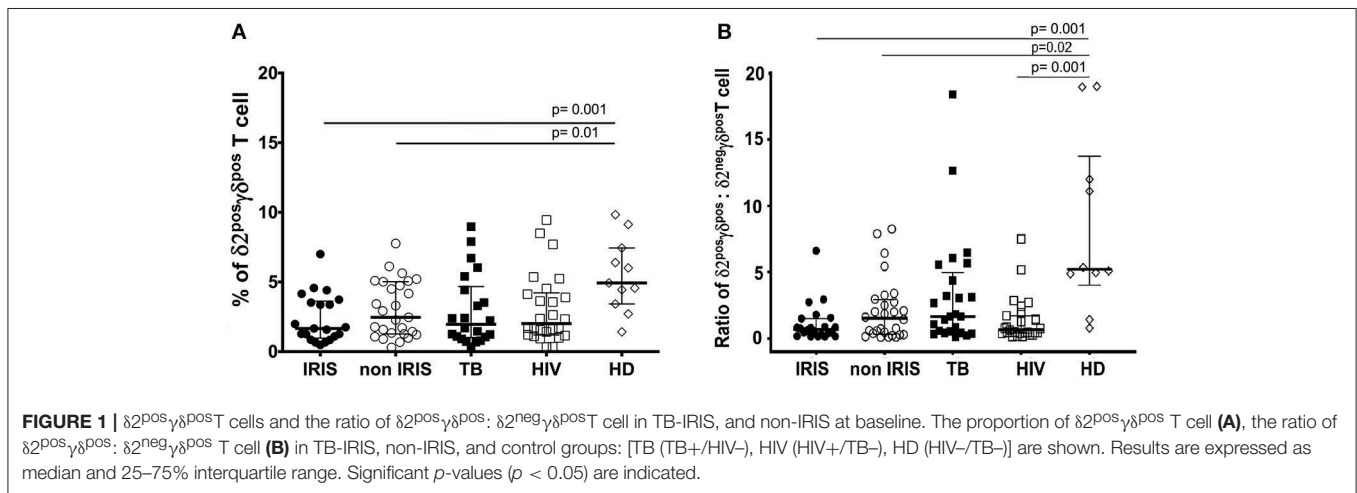 A
p= 0.001
p= 0.01
% of δ2ᵖᵒˢγδᵖᵒˢ T cell
20
15
10
5
0
IRIS non IRIS TB HIV HD
B
p= 0.001
p=0.02
p= 0.001
Ratio of δ2ᵖᵒˢγδᵖᵒˢ : δ2ⁿᵉᵍγδᵖᵒˢT cell
20
15
10
5
0
IRIS non IRIS TB HIV HD
FIGURE 1 | δ2ᵖᵒˢγδᵖᵒˢT cells and the ratio of δ2ᵖᵒˢγδᵖᵒˢ: δ2ⁿᵉᵍγδᵖᵒˢT cell in TB-IRIS, and non-IRIS at baseline. The proportion of δ2ᵖᵒˢγδᵖᵒˢ T cell (A), the ratio of
δ2ᵖᵒˢγδᵖᵒˢ: δ2ⁿᵉᵍγδᵖᵒˢ T cell (B) in TB-IRIS, non-IRIS, and control groups: [TB (TB+/HIV–), HIV (HIV+/TB–), HD (HIV–/TB–)] are shown. Results are expressed as
median and 25–75% interquartile range. Significant p-values (p < 0.05) are indicated.